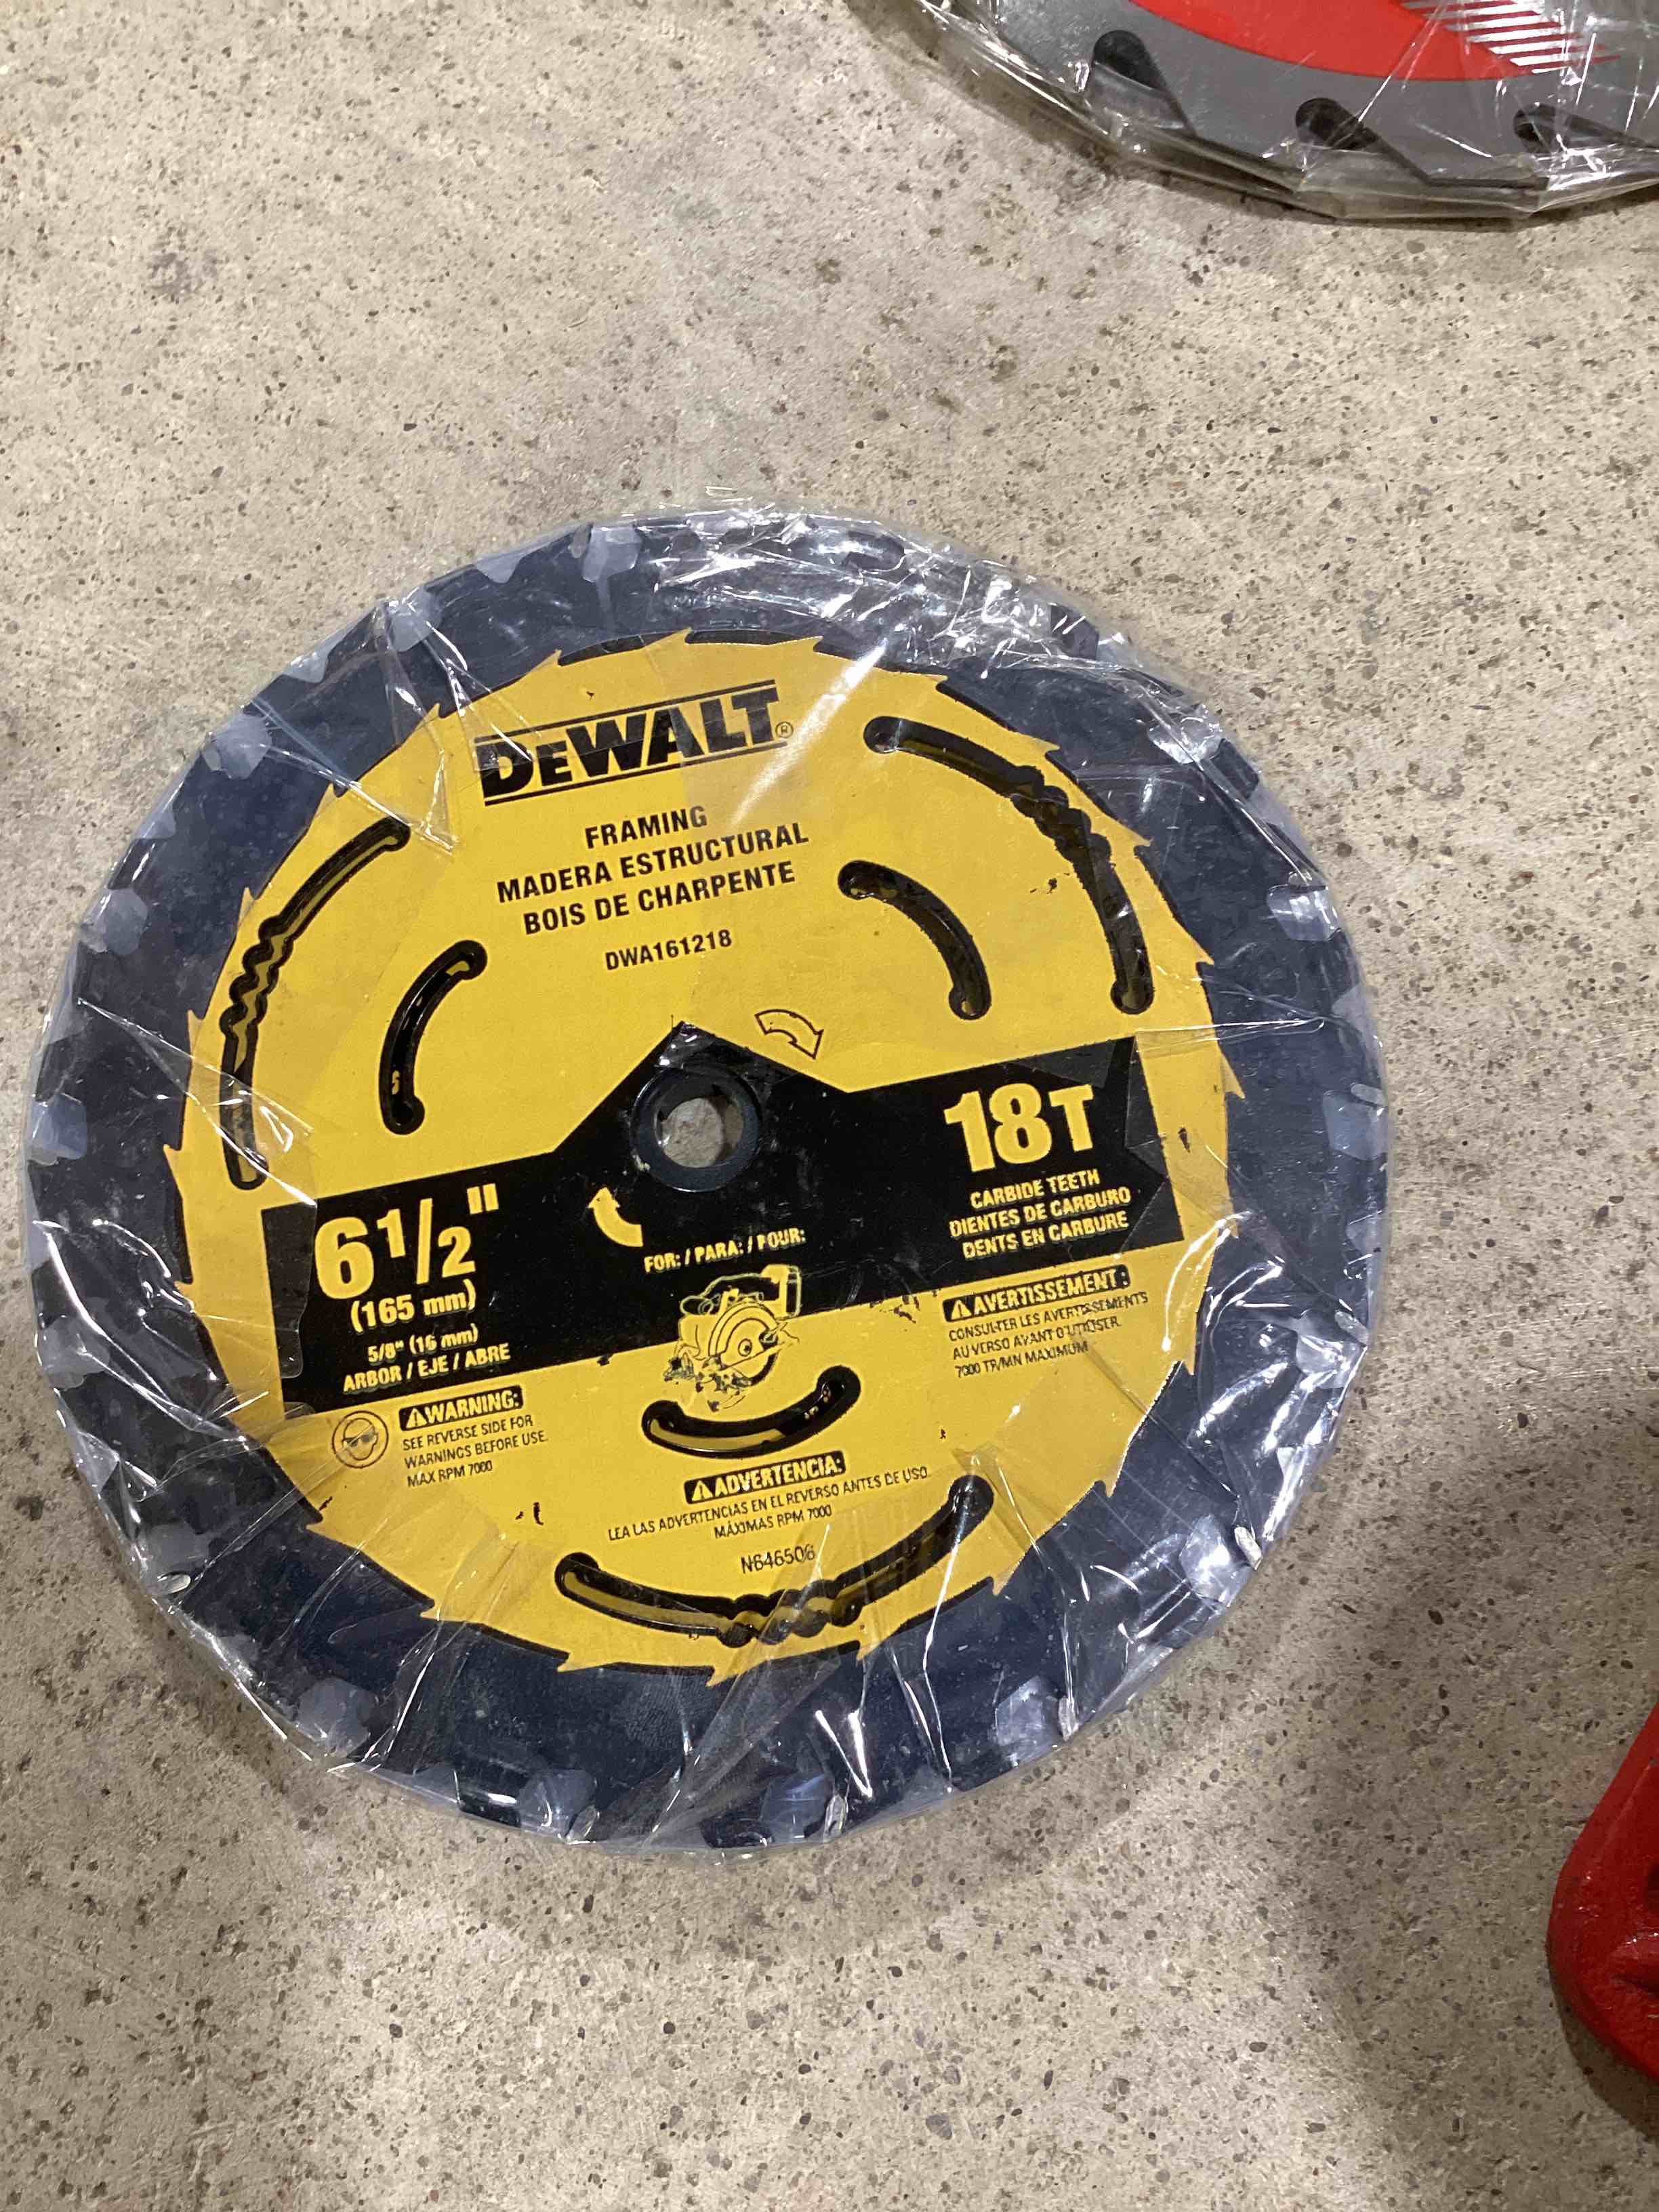 DEWALT®
FRAMING
MADERA ESTRUCTURAL
BOIS DE CHARPENTE
DWA161218
18T
CARBIDE TEETH
DIENTES DE CARBURO
DENTS EN CARBURE
6 1/2"
(165 mm)
5/8" (16 mm)
ARBOR / EJE / ABRE
FOR: / PARA: / POUR:
⚠WARNING:
SEE REVERSE SIDE FOR
WARNINGS BEFORE USE.
MAX RPM 7000
⚠AVERTISSEMENT:
CONSULTER LES AVERTISSEMENTS
AU VERSO AVANT D'UTILISER.
7000 TR/MN MAXIMUM
⚠ADVERTENCIA:
LEA LAS ADVERTENCIAS EN EL REVERSO ANTES DE USO.
MÁXIMAS RPM 7000
N646506